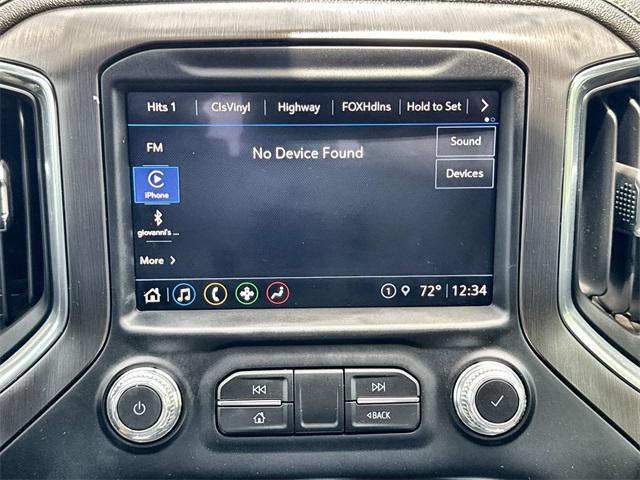 Hits 1 ClsVinyl Highway FOXHdlns Hold to Set
FM
No Device Found
Sound
iPhone
Devices
giovanni's ...
More
1 72° 12:34
BACK